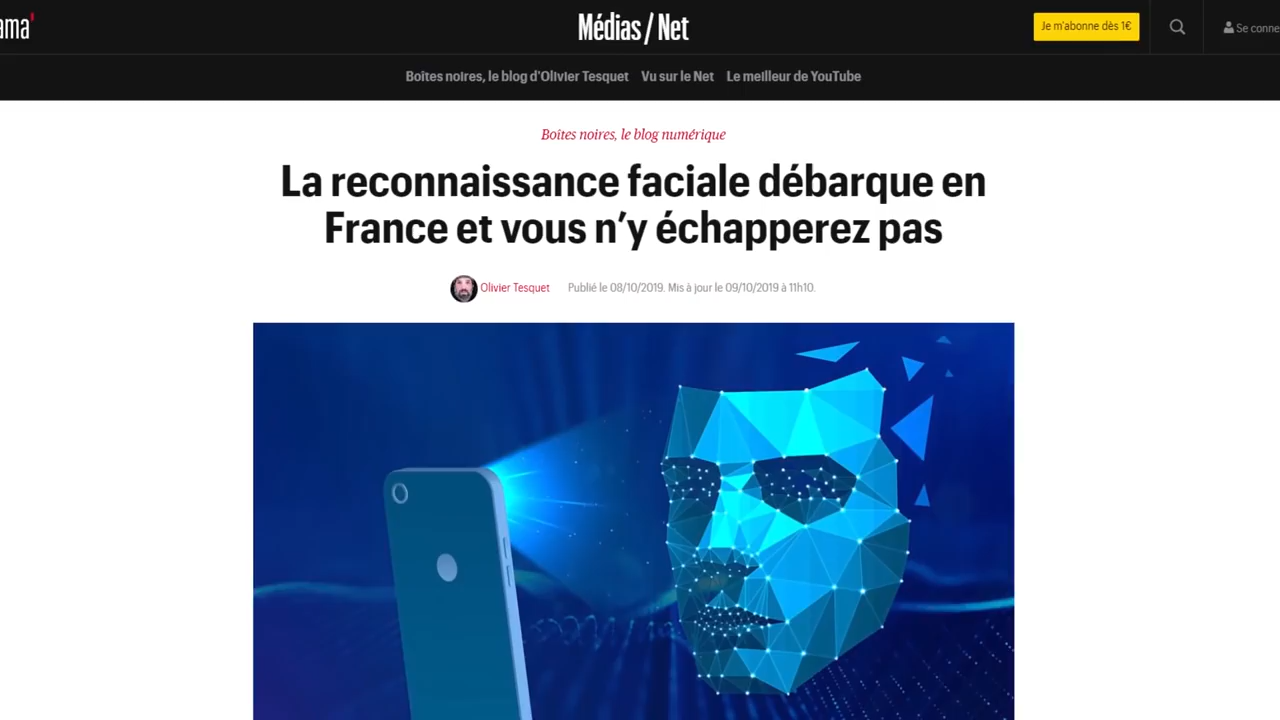 ama'
Médias / Net
Je m'abonne dès 1€
Se conne
Boîtes noires, le blog d'Olivier Tesquet
Vu sur le Net
Le meilleur de YouTube
Boîtes noires, le blog numérique
La reconnaissance faciale débarque en
France et vous n’y échapperez pas
Olivier Tesquet
Publié le 08/10/2019. Mis à jour le 09/10/2019 à 11h10.